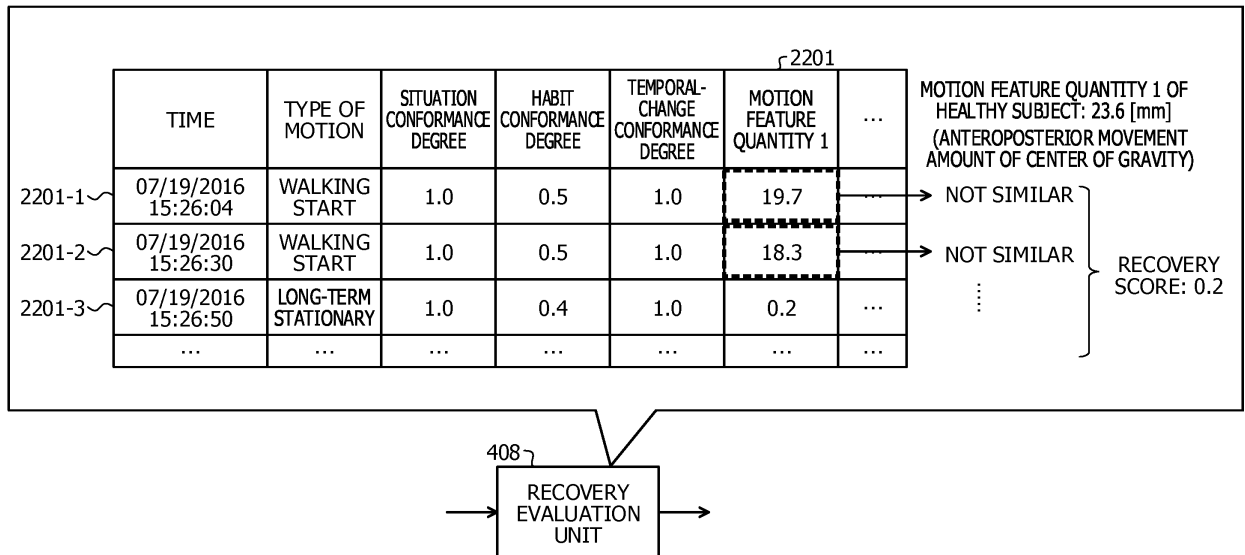 2201
TIME
TYPE OF
MOTION
SITUATION
CONFORMANCE
DEGREE
HABIT
CONFORMANCE
DEGREE
TEMPORAL-
CHANGE
CONFORMANCE
DEGREE
MOTION
FEATURE
QUANTITY 1
...
MOTION FEATURE QUANTITY 1 OF
HEALTHY SUBJECT: 23.6 [mm]
(ANTEROPOSTERIOR MOVEMENT
AMOUNT OF CENTER OF GRAVITY)
2201-1
07/19/2016
15:26:04
WALKING
START
1.0
0.5
1.0
19.7
...
NOT SIMILAR
2201-2
07/19/2016
15:26:30
WALKING
START
1.0
0.5
1.0
18.3
...
NOT SIMILAR
2201-3
07/19/2016
15:26:50
LONG-TERM
STATIONARY
1.0
0.4
1.0
0.2
...
RECOVERY
SCORE: 0.2
... ... ... ... ... ... ...
408
RECOVERY
EVALUATION
UNIT